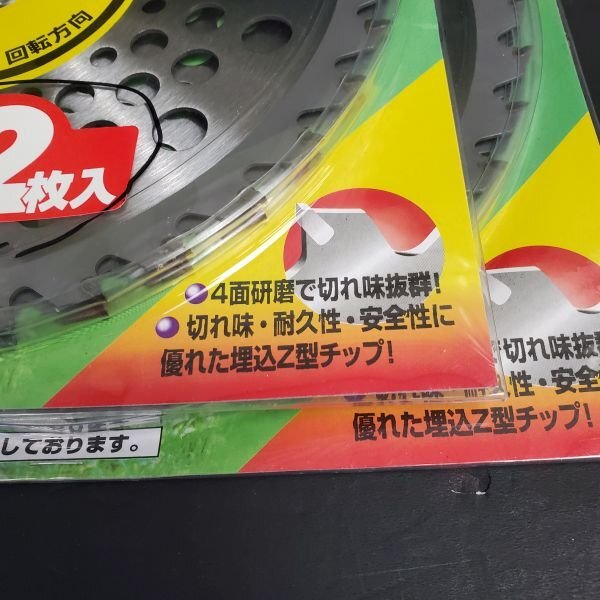 回転方向
2枚入
●4面研磨で切れ味抜群!
●切れ味・耐久性・安全性に
優れた埋込Z型チップ!
しております。
切れ味抜群
性・安全
優れた埋込Z型チップ!